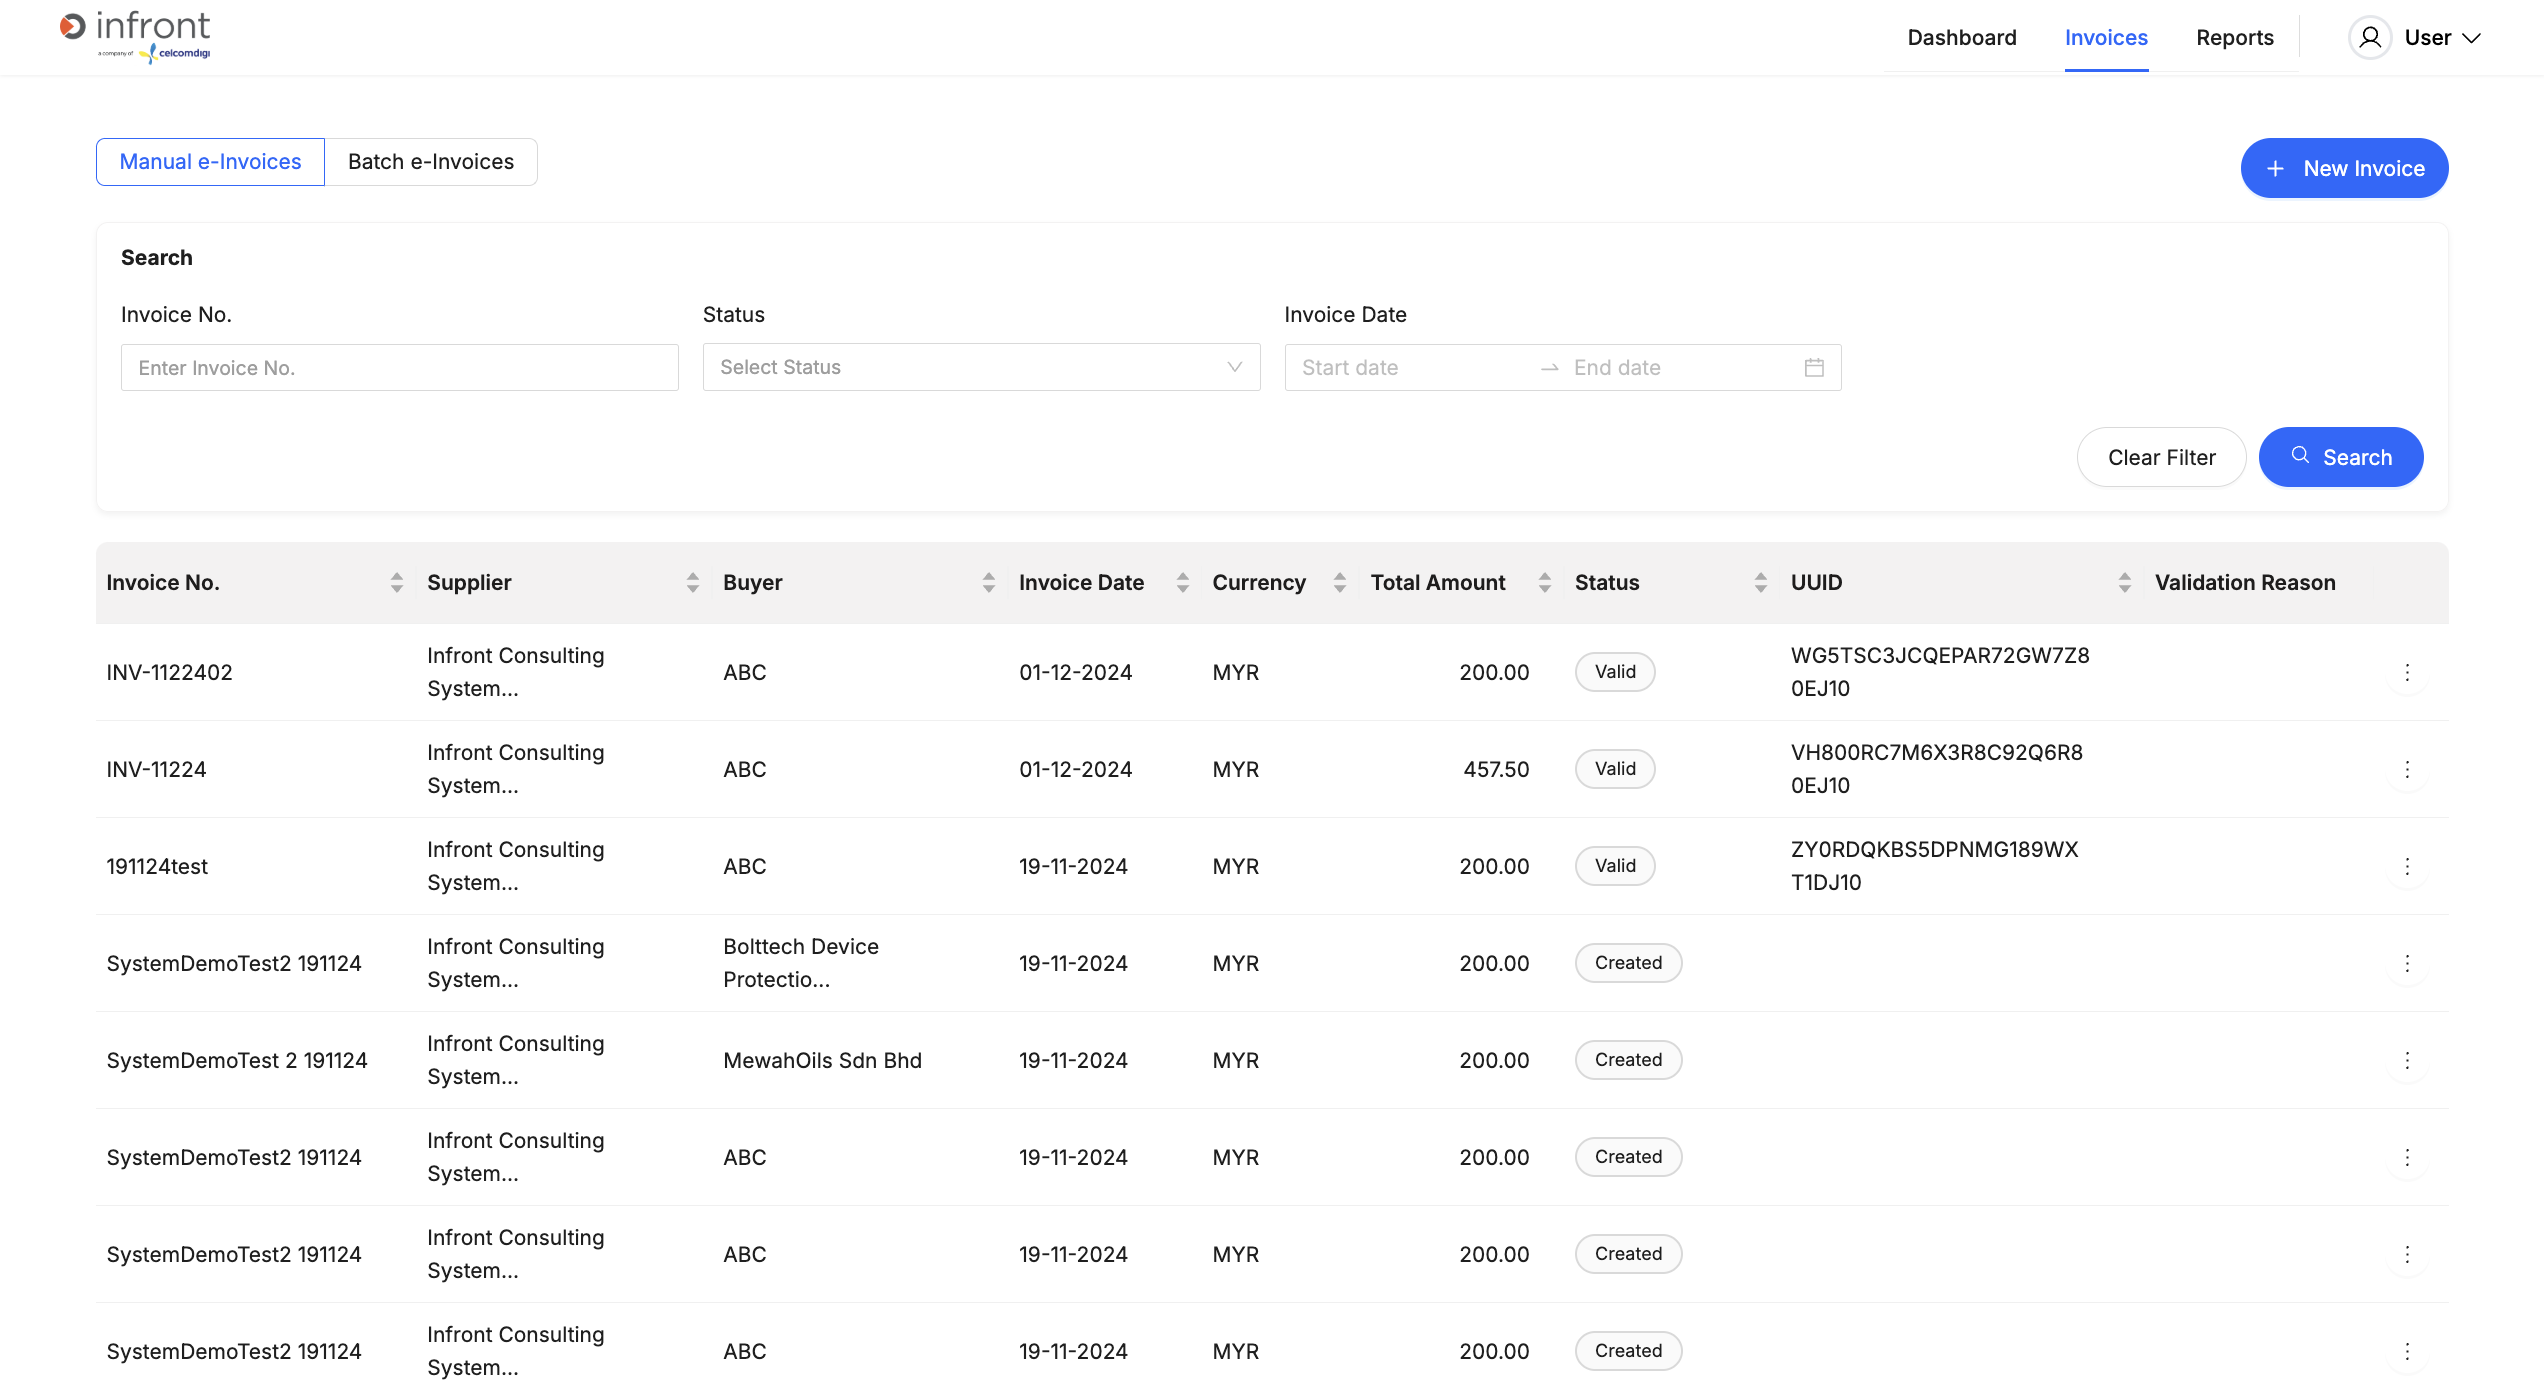 infront
a company of celcomdigi
Dashboard Invoices Reports User
Manual e-Invoices Batch e-Invoices
+ New Invoice
Search
Invoice No. Status Invoice Date
Enter Invoice No. Select Status Start date → End date
Clear Filter Search
Invoice No. Supplier Buyer Invoice Date Currency Total Amount Status UUID Validation Reason
INV-1122402 Infront Consulting System... ABC 01-12-2024 MYR 200.00 Valid WG5TSC3JCQEPAR72GW7Z80EJ10
INV-11224 Infront Consulting System... ABC 01-12-2024 MYR 457.50 Valid VH800RC7M6X3R8C92Q6R80EJ10
191124test Infront Consulting System... ABC 19-11-2024 MYR 200.00 Valid ZY0RDQKBS5DPNMG189WXT1DJ10
SystemDemoTest2 191124 Infront Consulting System... Bolttech Device Protectio... 19-11-2024 MYR 200.00 Created
SystemDemoTest 2 191124 Infront Consulting System... MewahOils Sdn Bhd 19-11-2024 MYR 200.00 Created
SystemDemoTest2 191124 Infront Consulting System... ABC 19-11-2024 MYR 200.00 Created
SystemDemoTest2 191124 Infront Consulting System... ABC 19-11-2024 MYR 200.00 Created
SystemDemoTest2 191124 Infront Consulting System... ABC 19-11-2024 MYR 200.00 Created